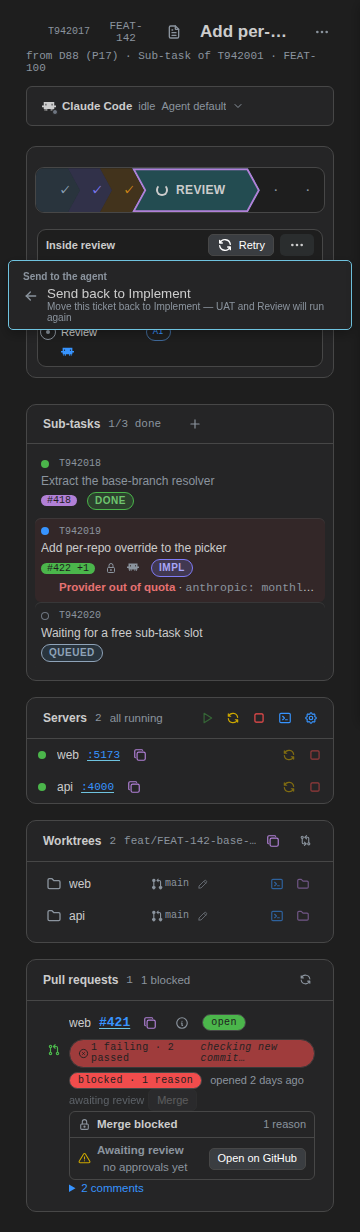 T942017 FEAT-142 Add per-…
from D88 (P17) · Sub-task of T942001 · FEAT-100
Claude Code idle Agent default
REVIEW
Inside review Retry
Send to the agent
Send back to Implement
Move this ticket back to Implement — UAT and Review will run again
Review AI
Sub-tasks 1/3 done
T942018
Extract the base-branch resolver
#418 DONE
T942019
Add per-repo override to the picker
#422 +1 IMPL
Provider out of quota · anthropic: monthl…
T942020
Waiting for a free sub-task slot
QUEUED
Servers 2 all running
web :5173
api :4000
Worktrees 2 feat/FEAT-142-base-…
web main
api main
Pull requests 1 1 blocked
web #421 open
1 failing · 2 passed checking new commit…
blocked · 1 reason opened 2 days ago
awaiting review Merge
Merge blocked 1 reason
Awaiting review
no approvals yet
Open on GitHub
2 comments